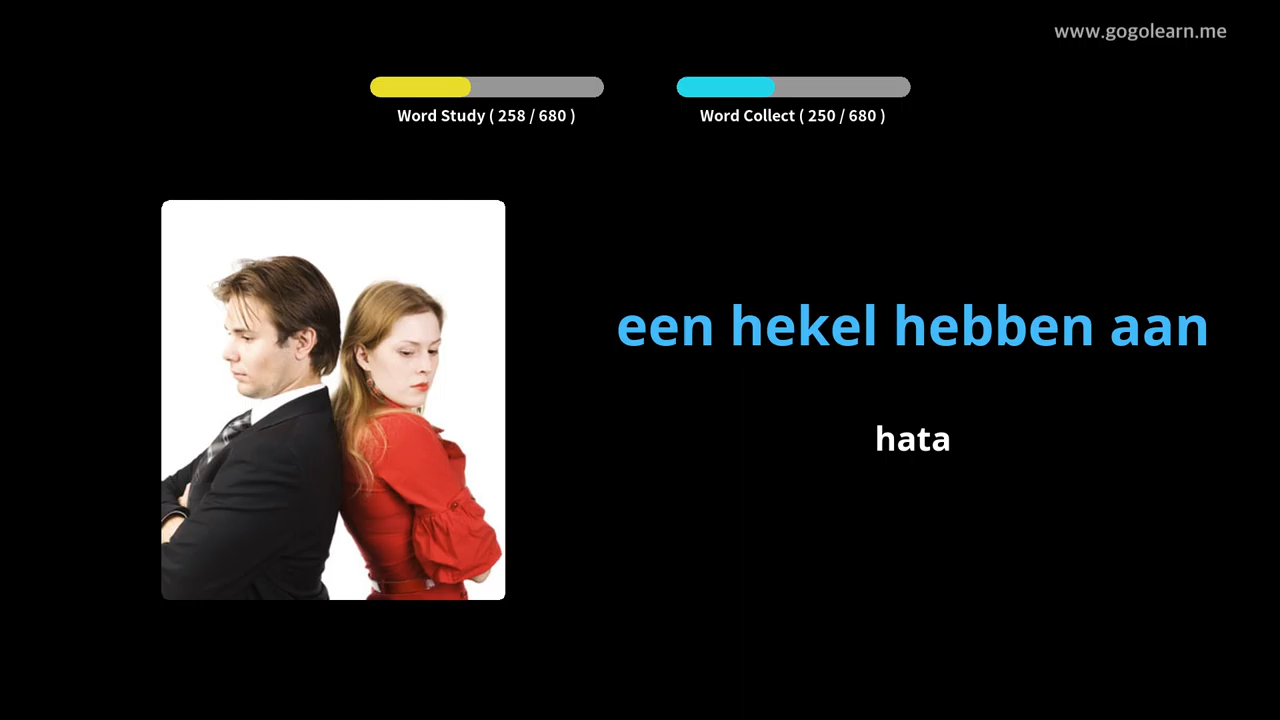 www.gogolearn.me
Word Study ( 258 / 680 )
Word Collect ( 250 / 680 )
een hekel hebben aan
hata